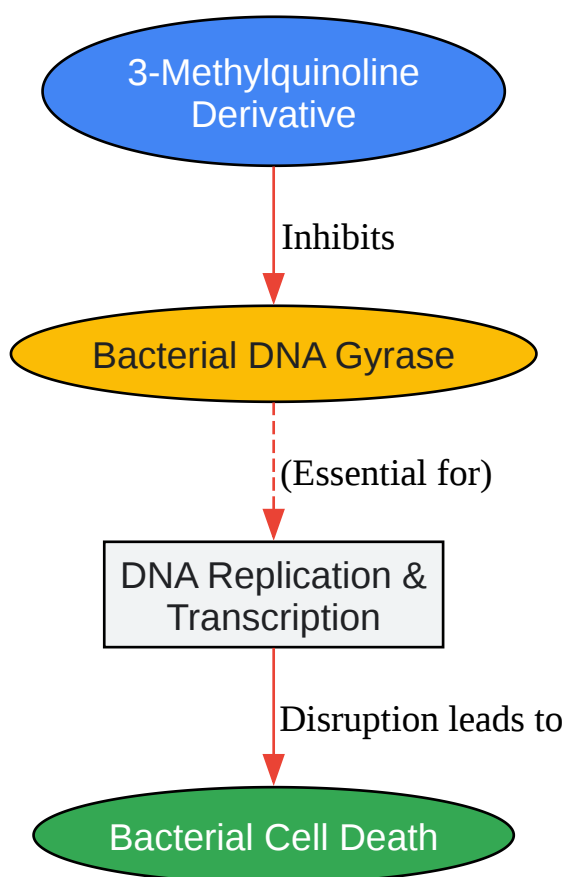 3-Methylquinoline
Derivative
Inhibits
Bacterial DNA Gyrase
(Essential for)
DNA Replication &
Transcription
Disruption leads to
Bacterial Cell Death